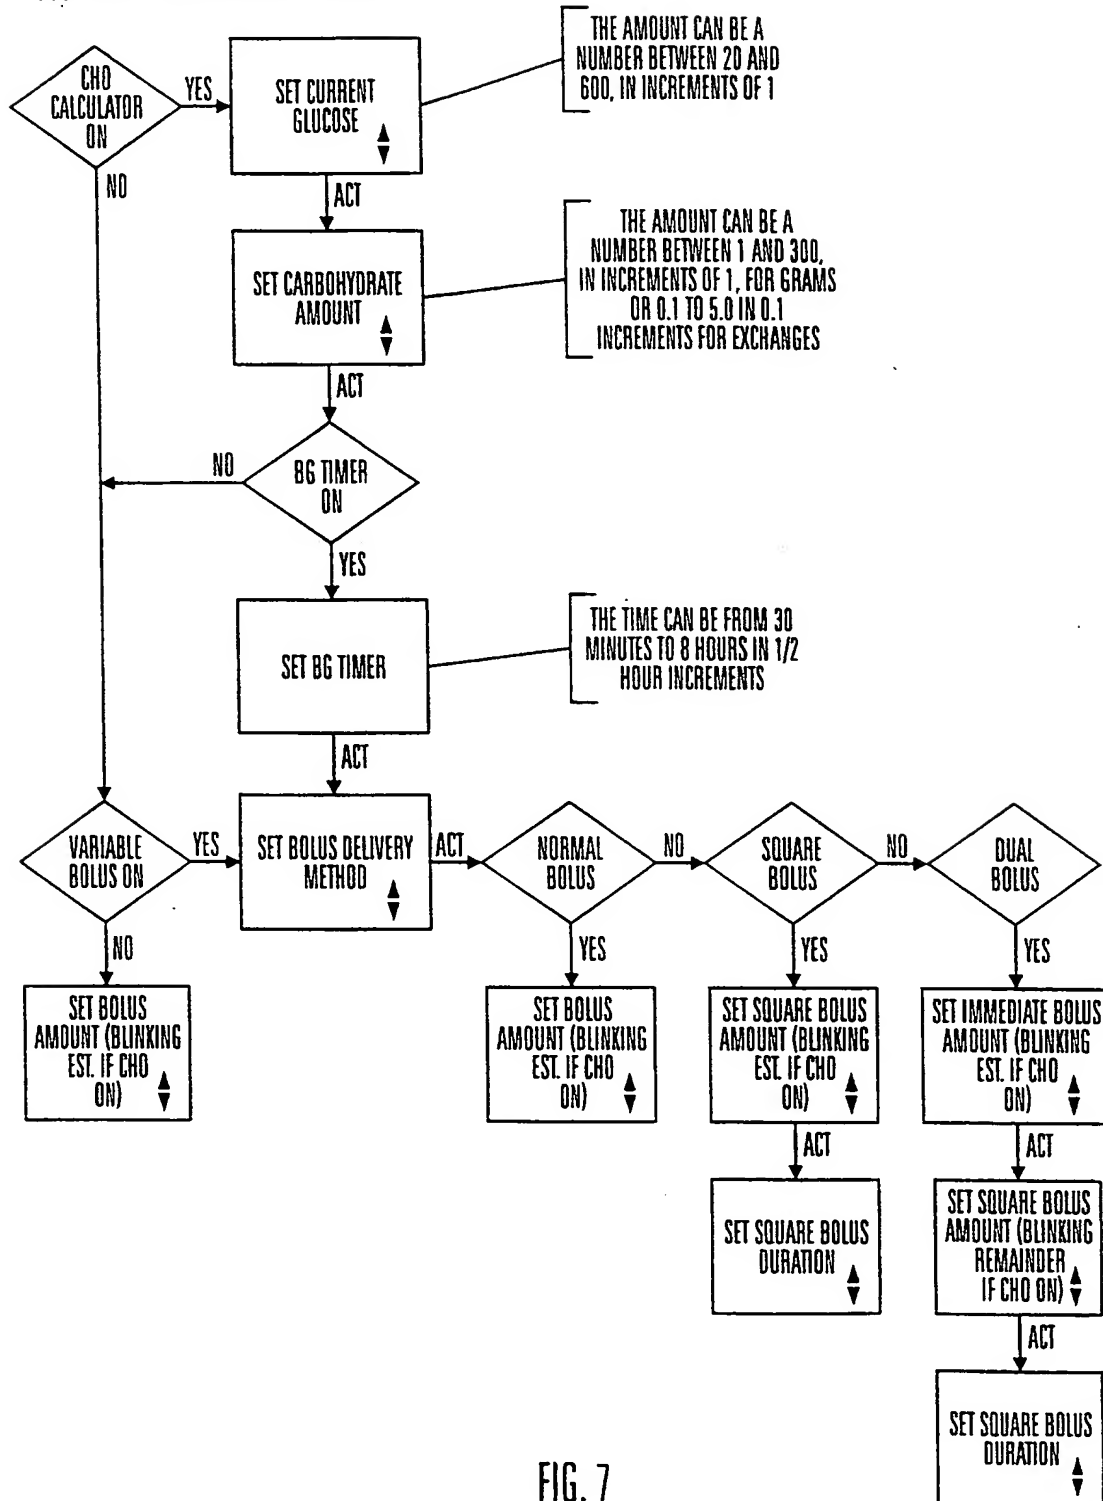 THE AMOUNT CAN BE A
NUMBER BETWEEN 20 AND
600, IN INCREMENTS OF 1
CHO
CALCULATOR
ON
YES
SET CURRENT
GLUCOSE
NO
ACT
THE AMOUNT CAN BE A
NUMBER BETWEEN 1 AND 300,
IN INCREMENTS OF 1, FOR GRAMS
OR 0.1 TO 5.0 IN 0.1
INCREMENTS FOR EXCHANGES
SET CARBOHYDRATE
AMOUNT
ACT
NO
BG TIMER
ON
YES
SET BG TIMER
THE TIME CAN BE FROM 30
MINUTES TO 8 HOURS IN 1/2
HOUR INCREMENTS
ACT
VARIABLE
BOLUS ON
YES
SET BOLUS DELIVERY
METHOD
ACT
NORMAL
BOLUS
NO
SQUARE
BOLUS
NO
DUAL
BOLUS
NO
YES
YES
YES
SET BOLUS
AMOUNT (BLINKING
EST. IF CHO
ON)
SET BOLUS
AMOUNT (BLINKING
EST. IF CHO
ON)
SET SQUARE BOLUS
AMOUNT (BLINKING
EST. IF CHO
ON)
SET IMMEDIATE BOLUS
AMOUNT (BLINKING
EST. IF CHO
ON)
ACT
ACT
SET SQUARE BOLUS
DURATION
SET SQUARE BOLUS
AMOUNT (BLINKING
REMAINDER
IF CHO ON)
ACT
SET SQUARE BOLUS
DURATION
FIG. 7